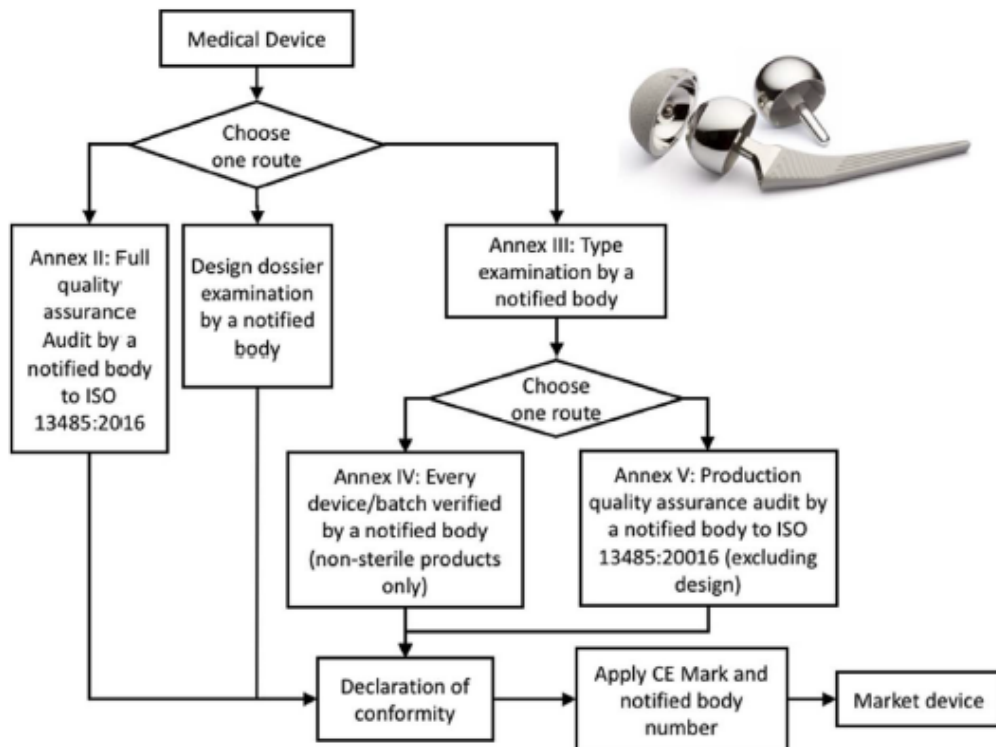 Medical Device
Choose
one route
Annex II: Full
quality
assurance
Audit by a
notified body
to ISO
13485:2016
Design dossier
examination
by a notified
body
Annex III: Type
examination by a
notified body
Choose
one route
Annex IV: Every
device/batch verified
by a notified body
(non-sterile products
only)
Annex V: Production
quality assurance audit by
a notified body to ISO
13485:20016 (excluding
design)
Declaration of
conformity
Apply CE Mark and
notified body
number
Market device